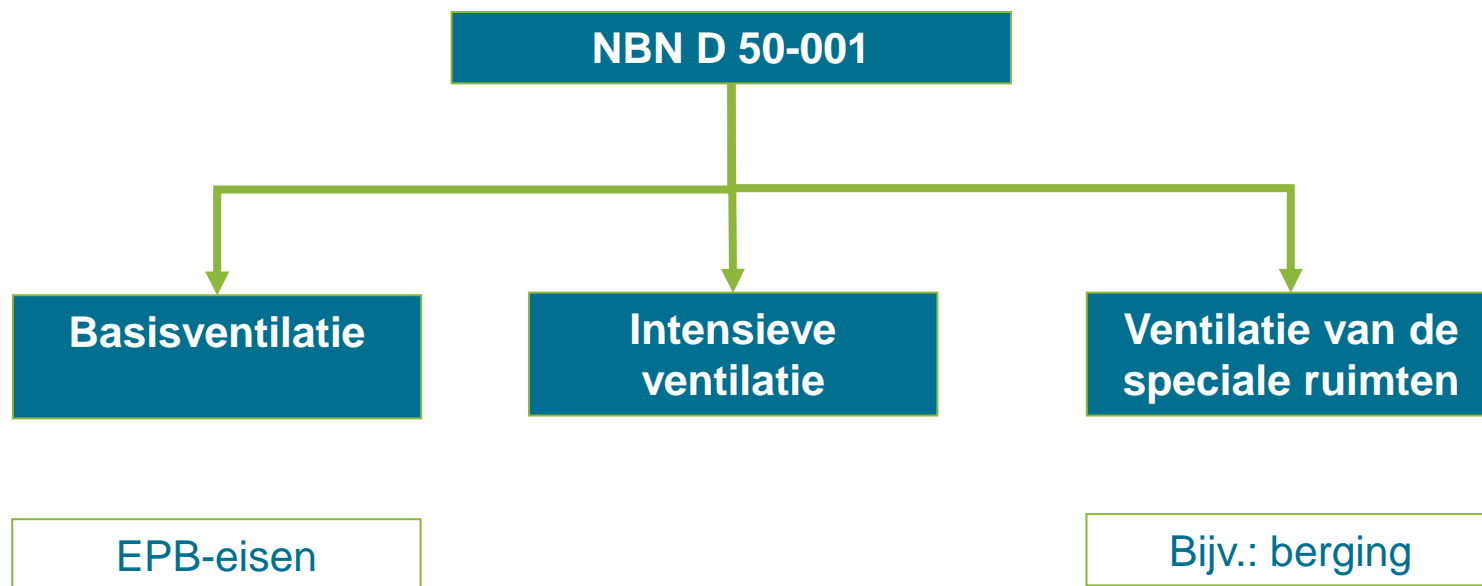 NBN D 50-001
Basisventilatie
Intensieve
ventilatie
Ventilatie van de
speciale ruimten
EPB-eisen
Bijv.: berging